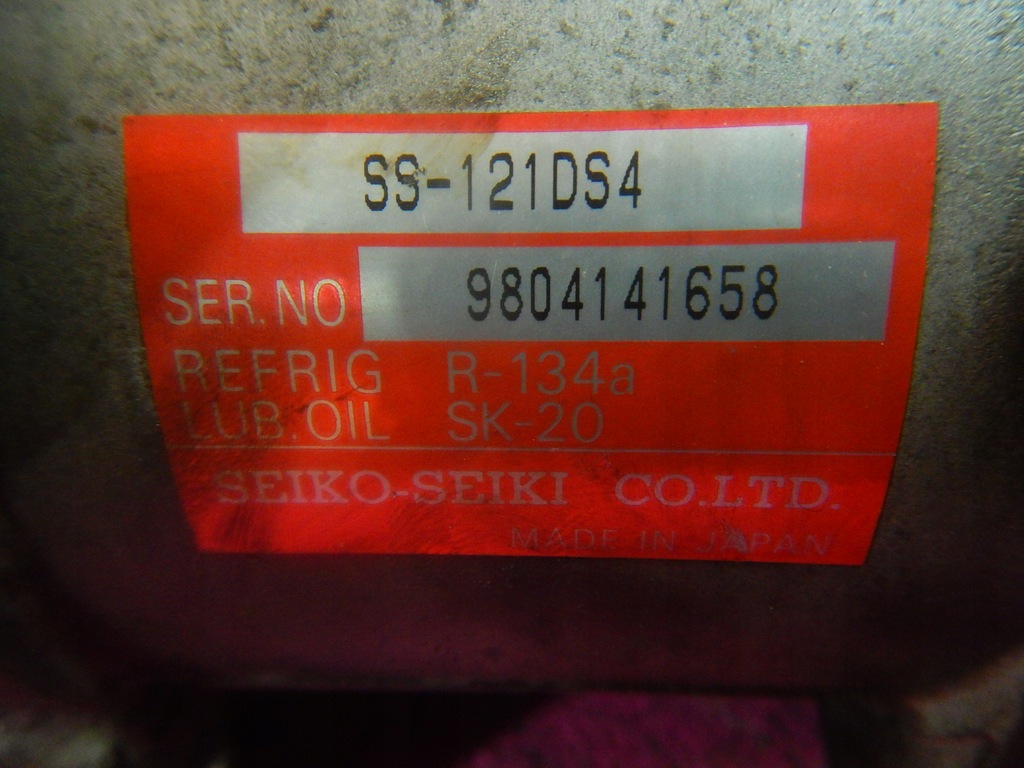 SS-121DS4
SER. NO 9804141658
REFRIG R-134a
LUB. OIL SK-20
SEIKO-SEIKI CO.LTD.
MADE IN JAPAN